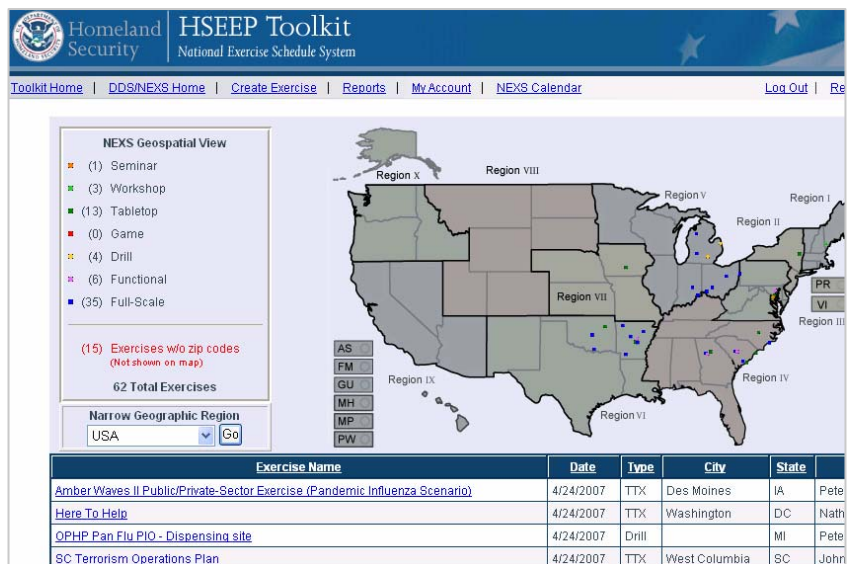 Homeland Security
HSEEP Toolkit
National Exercise Schedule System
Toolkit Home | DDS/NEXS Home | Create Exercise | Reports | My Account | NEXS Calendar
Log Out | Re
NEXS Geospatial View
(1) Seminar
(3) Workshop
(13) Tabletop
(0) Game
(4) Drill
(6) Functional
(35) Full-Scale
(15) Exercises w/o zip codes
(Not shown on map)
62 Total Exercises
Narrow Geographic Region
USA Go
Region X
Region VIII
Region V
Region I
Region II
Region VII
PR
VI
Region III
AS
FM
GU
MH
MP
PW
Region IX
Region IV
Region VI
Exercise Name Date Type City State
Amber Waves II Public/Private-Sector Exercise (Pandemic Influenza Scenario) 4/24/2007 TTX Des Moines IA Pete
Here To Help 4/24/2007 TTX Washington DC Nath
OPHP Pan Flu PIO - Dispensing site 4/24/2007 Drill MI Pete
SC Terrorism Operations Plan 4/24/2007 TTX West Columbia SC John